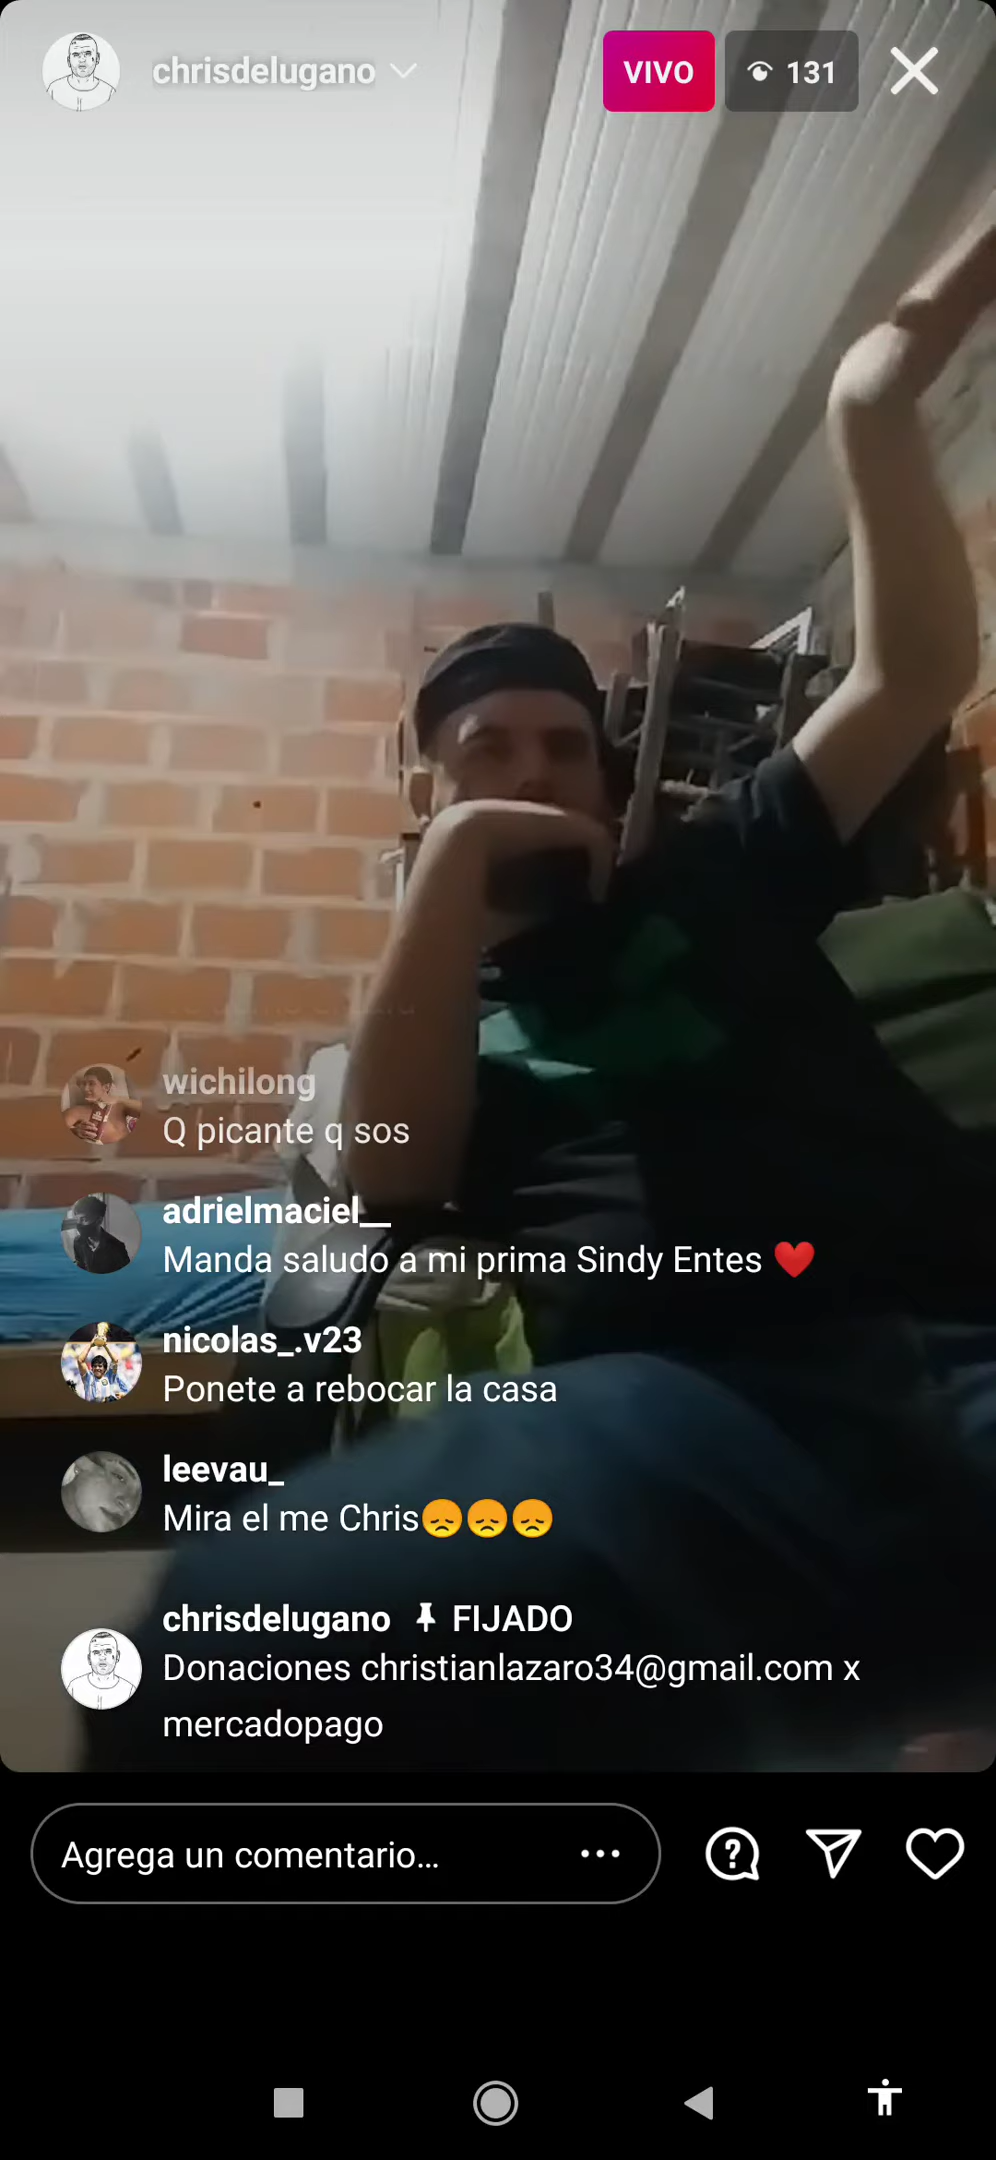 chrisdelugano
VIVO
131
wichilong
Q picante q sos
adrielmaciel__
Manda saludo a mi prima Sindy Entes ❤️
nicolas_.v23
Ponete a rebocar la casa
leevau_
Mira el me Chris😞😞😞
chrisdelugano 📌 FIJADO
Donaciones christianlazaro34@gmail.com x
mercadopago
Agrega un comentario...